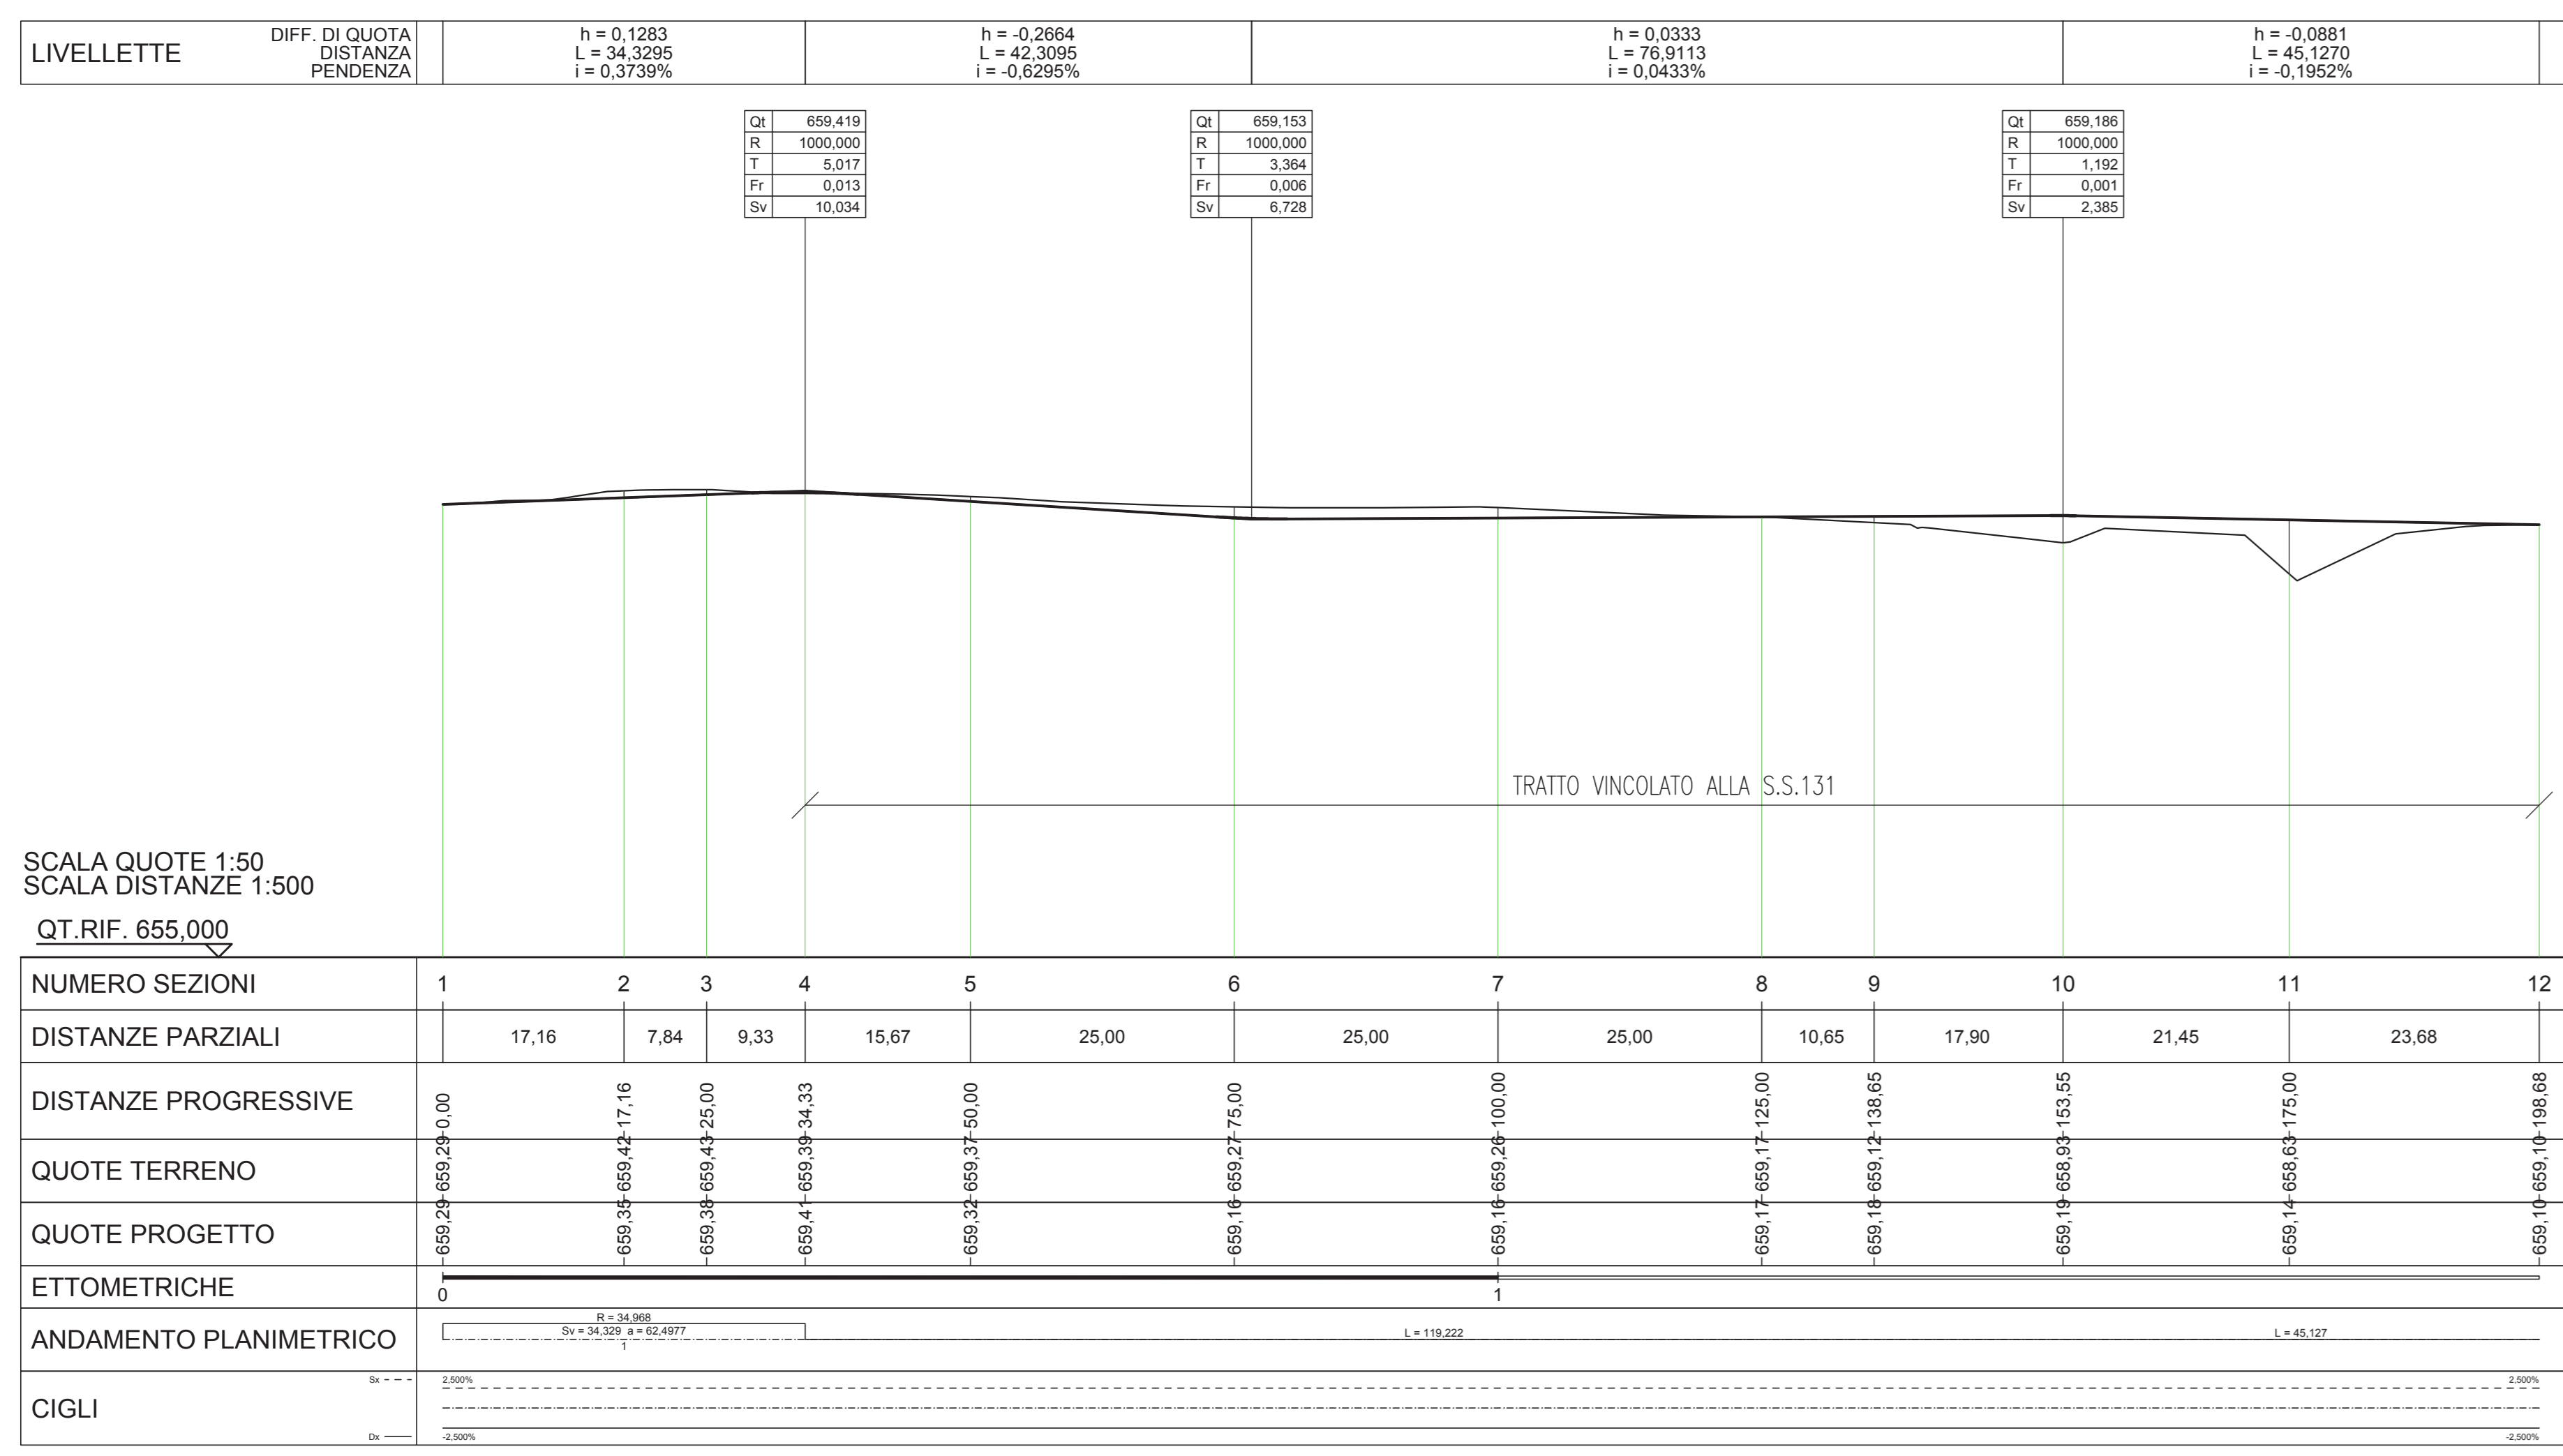 LIVELLETTE
DIFF. DI QUOTA
DISTANZA
PENDENZA
h = 0,1283
L = 34,3295
i = 0,3739%
h = -0,2664
L = 42,3095
i = -0,6295%
h = 0,0333
L = 76,9113
i = 0,0433%
h = -0,0881
L = 45,1270
i = -0,1952%
Qt 659,419
R 1000,000
T 5,017
Fr 0,013
Sv 10,034
Qt 659,153
R 1000,000
T 3,364
Fr 0,006
Sv 6,728
Qt 659,186
R 1000,000
T 1,192
Fr 0,001
Sv 2,385
TRATTO VINCOLATO ALLA S.S.131
SCALA QUOTE 1:50
SCALA DISTANZE 1:500
QT.RIF. 655,000
NUMERO SEZIONI 1 2 3 4 5 6 7 8 9 10 11 12
DISTANZE PARZIALI 17,16 7,84 9,33 15,67 25,00 25,00 25,00 10,65 17,90 21,45 23,68
DISTANZE PROGRESSIVE 0,00 17,16 25,00 34,33 50,00 75,00 100,00 125,00 138,65 153,55 175,00 198,68
QUOTE TERRENO 659,29 659,42 659,43 659,39 659,37 659,27 659,26 659,17 659,12 658,93 658,63 659,10
QUOTE PROGETTO 659,29 659,35 659,38 659,41 659,32 659,16 659,16 659,17 659,18 659,19 659,14 659,10
ETTOMETRICHE 0 1
ANDAMENTO PLANIMETRICO
R = 34,968
Sv = 34,329 a = 62,4977
1
L = 119,222
L = 45,127
CIGLI
Sx
2,500%
2,500%
Dx
-2,500%
-2,500%